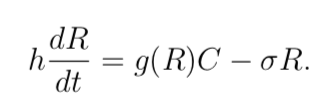 h dR/dt = g(R)C − σR.